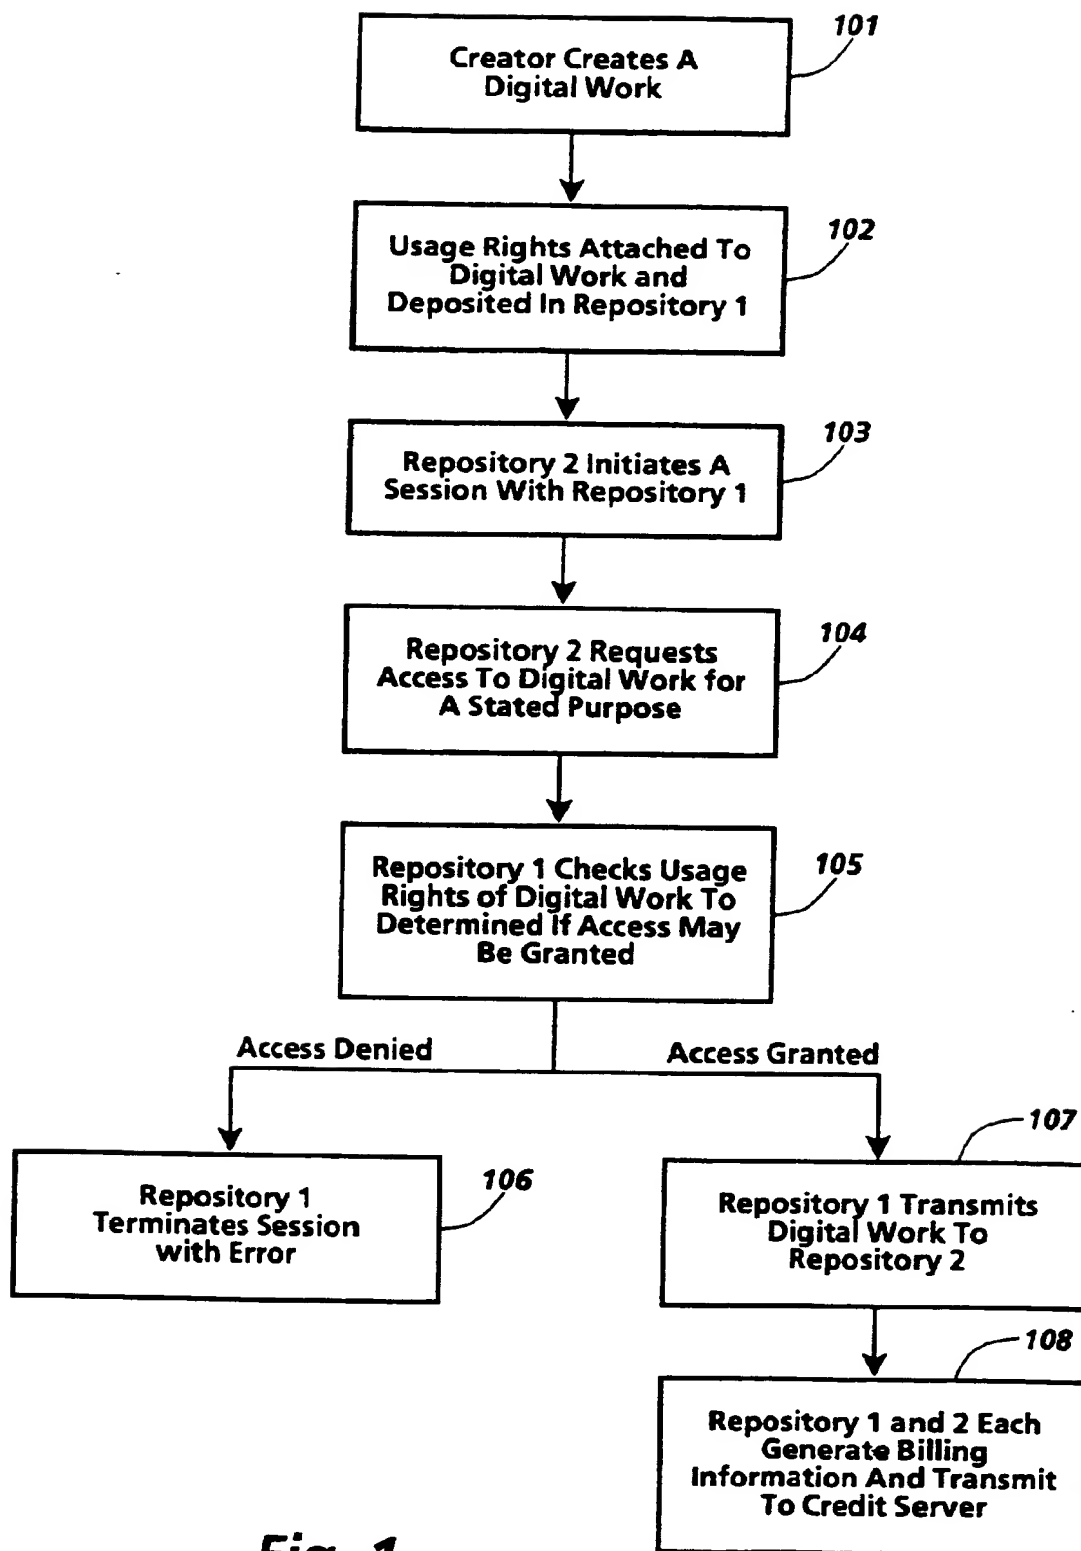 101
Creator Creates A
Digital Work
102
Usage Rights Attached To
Digital Work and
Deposited In Repository 1
103
Repository 2 Initiates A
Session With Repository 1
104
Repository 2 Requests
Access To Digital Work for
A Stated Purpose
105
Repository 1 Checks Usage
Rights of Digital Work To
Determined If Access May
Be Granted
Access Denied
Access Granted
106
Repository 1
Terminates Session
with Error
107
Repository 1 Transmits
Digital Work To
Repository 2
108
Repository 1 and 2 Each
Generate Billing
Information And Transmit
To Credit Server
Fig. 1